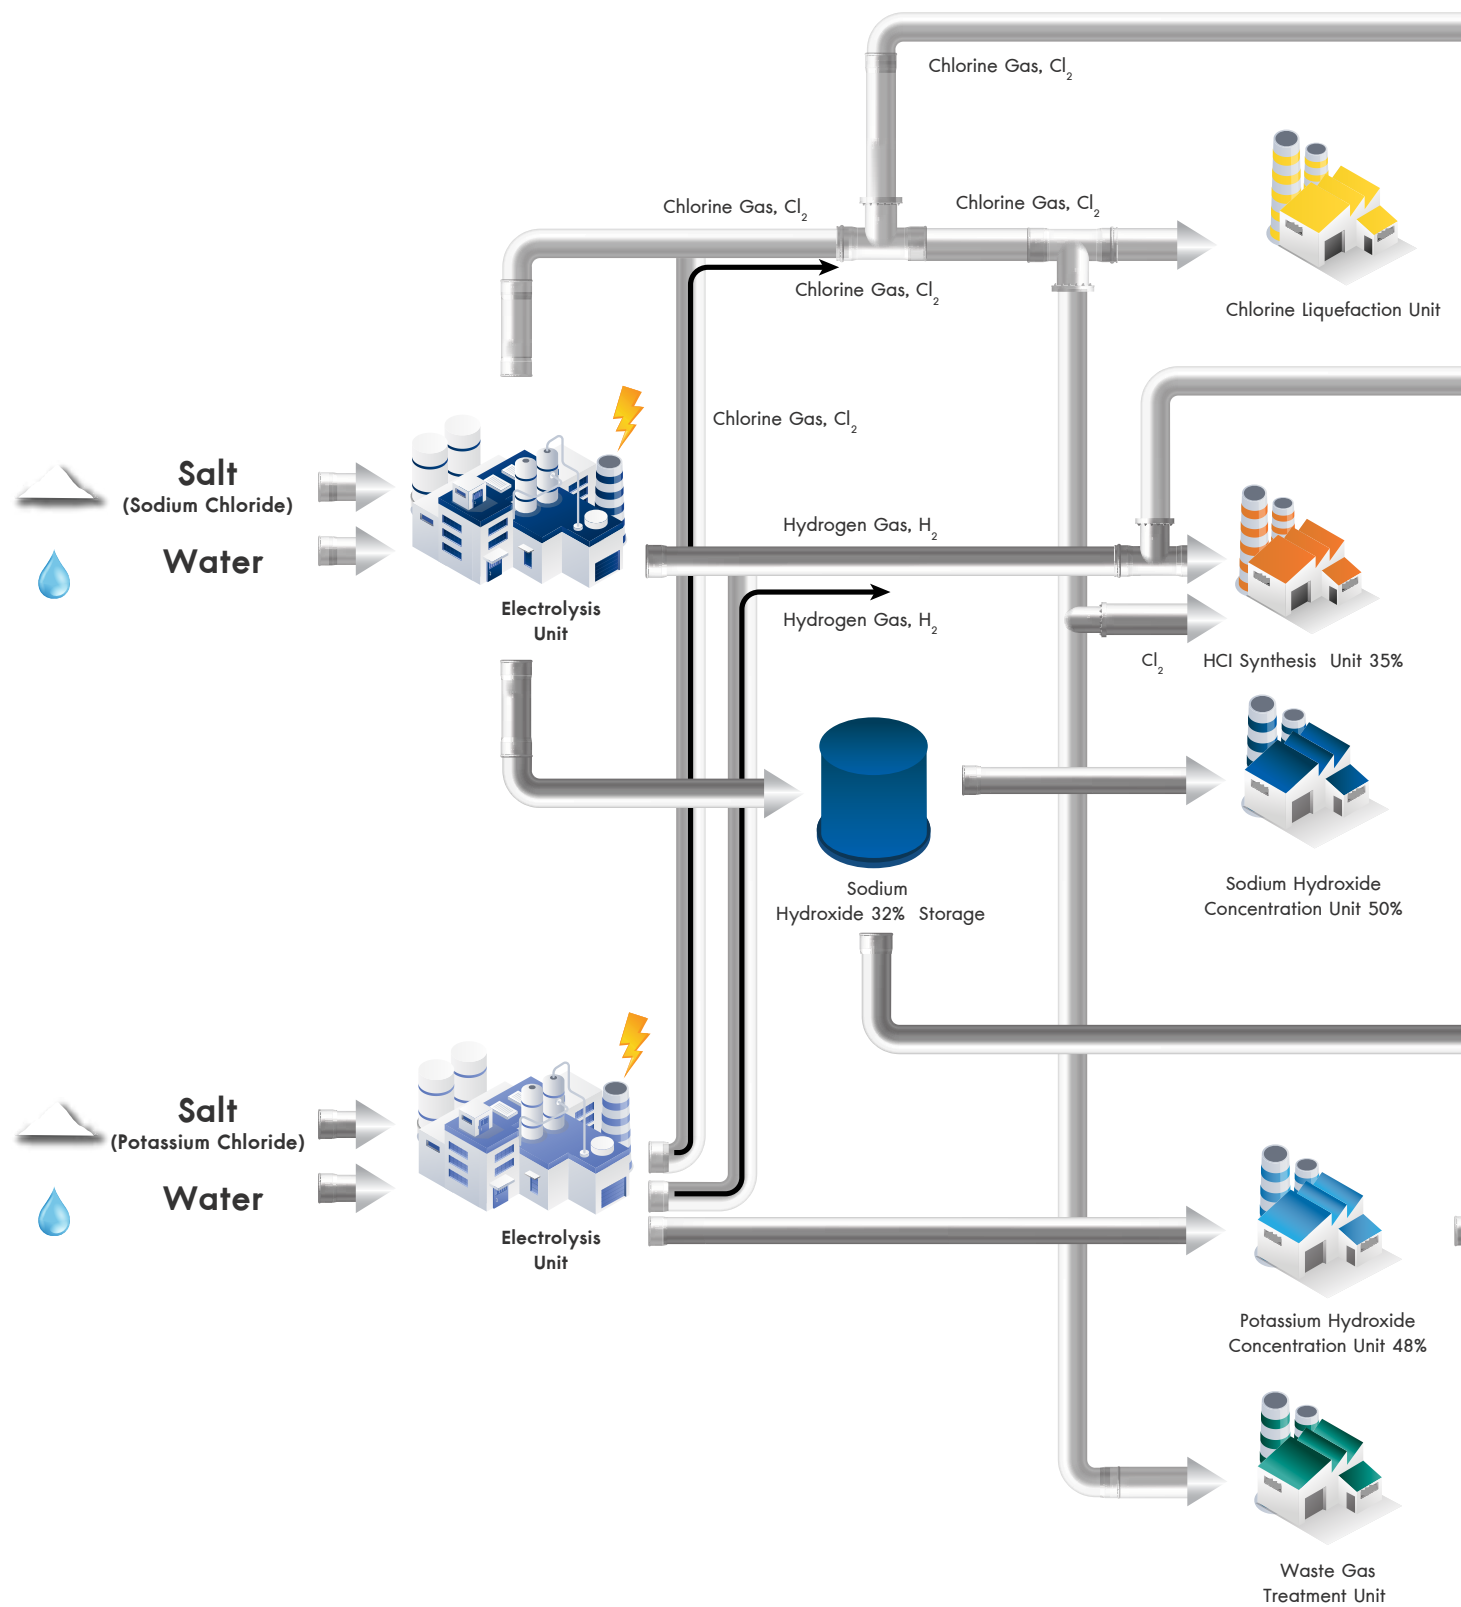 Chlorine Gas, Cl₂
Chlorine Gas, Cl₂
Chlorine Gas, Cl₂
Chlorine Gas, Cl₂
Chlorine Liquefaction Unit
Chlorine Gas, Cl₂
Salt
(Sodium Chloride)
Water
Hydrogen Gas, H₂
Electrolysis
Unit
Hydrogen Gas, H₂
Cl₂
HCI Synthesis Unit 35%
Sodium
Hydroxide 32% Storage
Sodium Hydroxide
Concentration Unit 50%
Salt
(Potassium Chloride)
Water
Electrolysis
Unit
Potassium Hydroxide
Concentration Unit 48%
Waste Gas
Treatment Unit